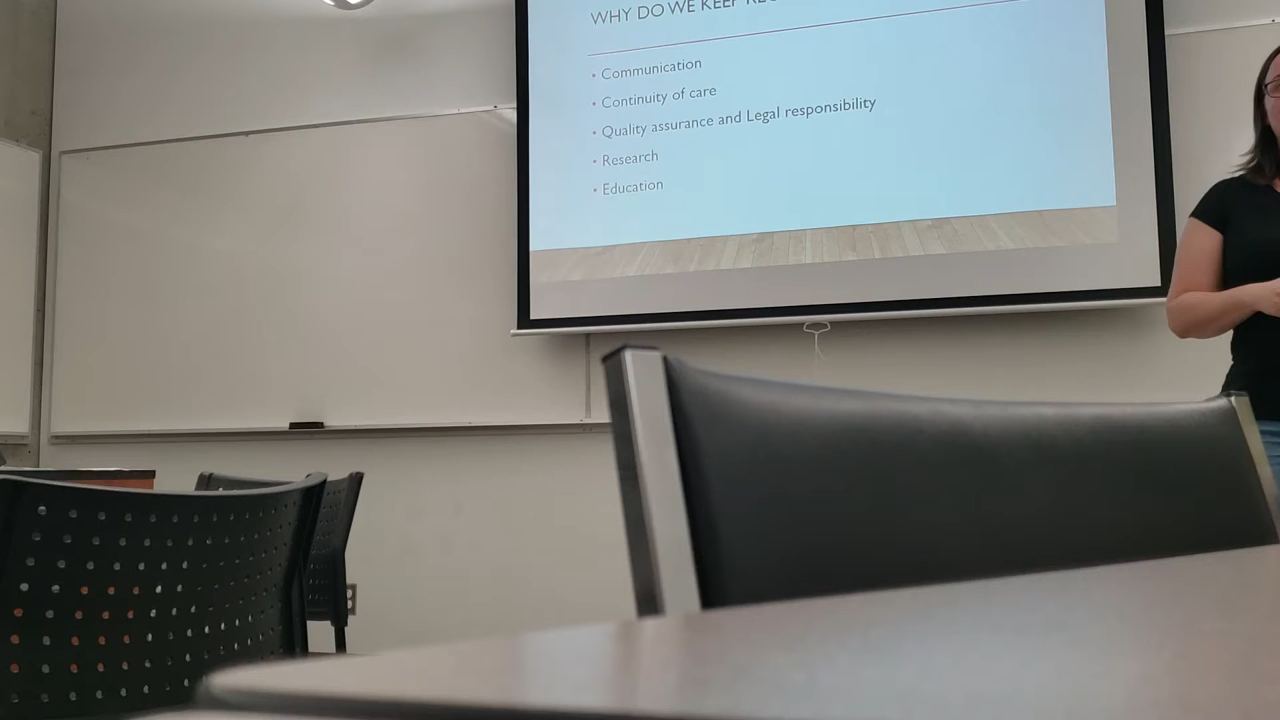 WHY DO WE KEEP
• Communication
• Continuity of care
• Quality assurance and Legal responsibility
• Research
• Education